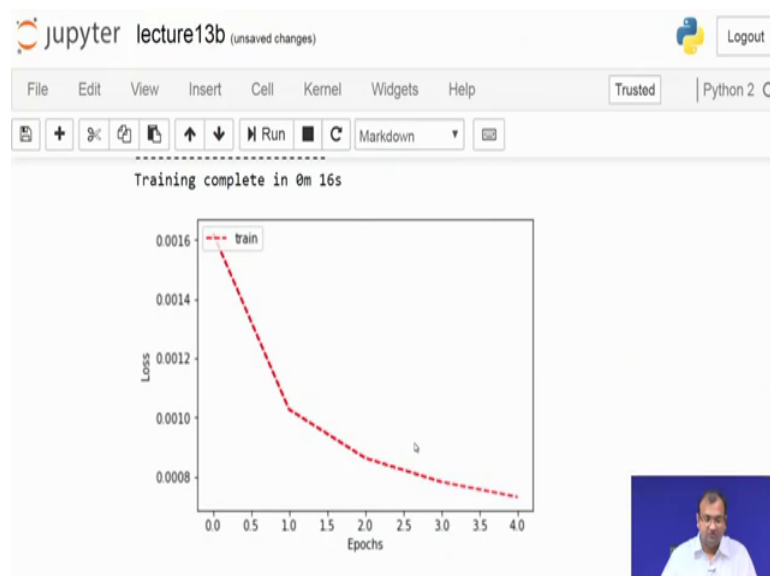 jupyter lecture13b (unsaved changes) Logout
File Edit View Insert Cell Kernel Widgets Help Trusted Python 2
Run Markdown
Training complete in 0m 16s
train
0.0016
0.0014
0.0012
0.0010
0.0008
Loss
0.0 0.5 1.0 1.5 2.0 2.5 3.0 3.5 4.0
Epochs